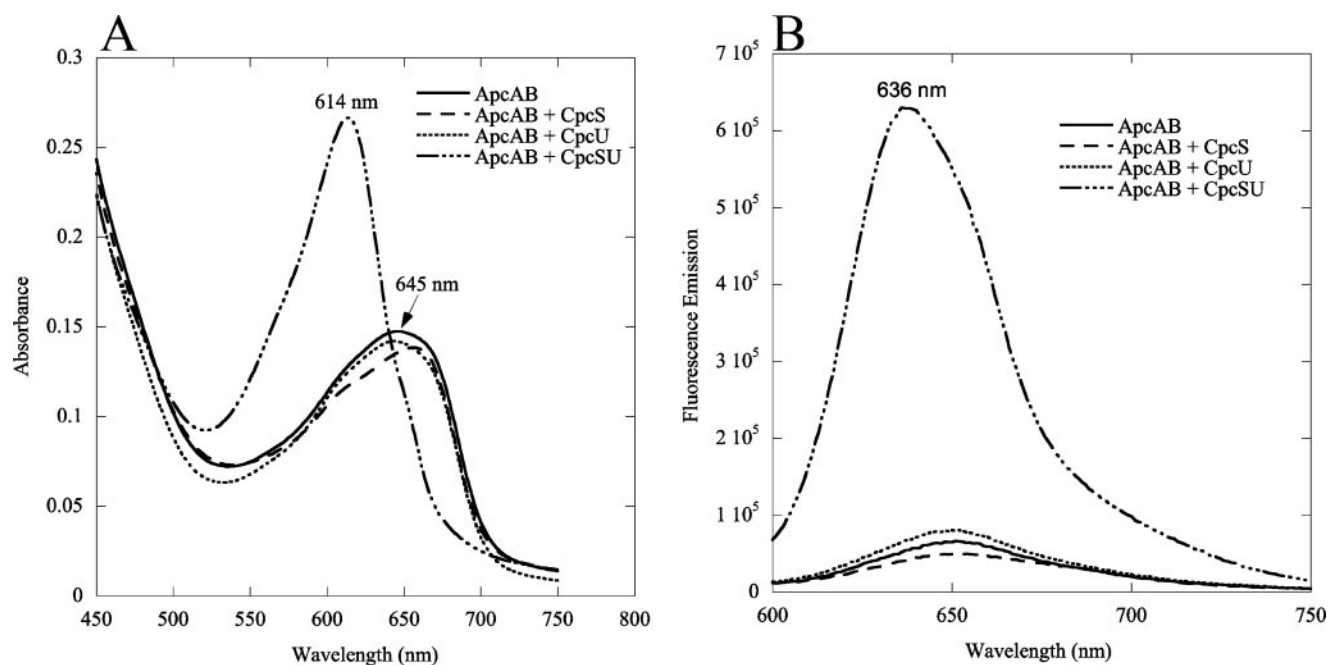 A
0.3
0.25
0.2
0.15
0.1
0.05
0
Absorbance
614 nm
645 nm
ApcAB
ApcAB + CpcS
ApcAB + CpcU
ApcAB + CpcSU
450 500 550 600 650 700 750 800
Wavelength (nm)
B
7 10⁵
6 10⁵
5 10⁵
4 10⁵
3 10⁵
2 10⁵
1 10⁵
0
Fluorescence Emission
636 nm
ApcAB
ApcAB + CpcS
ApcAB + CpcU
ApcAB + CpcSU
600 650 700 750
Wavelength (nm)